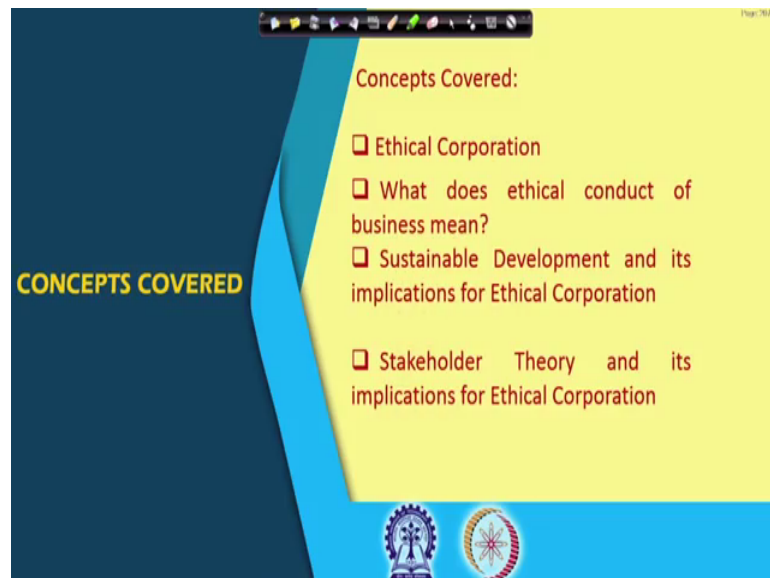 Concepts Covered:
❑ Ethical Corporation
❑ What does ethical conduct of
business mean?
❑ Sustainable Development and its
implications for Ethical Corporation
CONCEPTS COVERED
❑ Stakeholder Theory and its
implications for Ethical Corporation